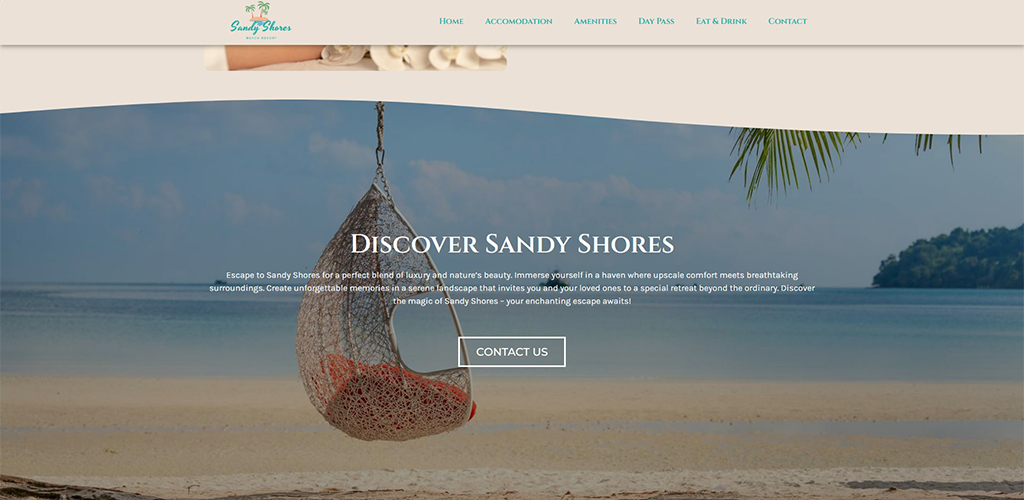 Sandy Shores
BEACH RESORT
Home Accomodation Amenities Day Pass Eat & Drink Contact
Discover Sandy Shores
Escape to Sandy Shores for a perfect blend of luxury and nature's beauty. Immerse yourself in a haven where upscale comfort meets breathtaking
surroundings. Create unforgettable memories in a serene landscape that invites you and your loved ones to a special retreat beyond the ordinary. Discover
the magic of Sandy Shores – your enchanting escape awaits!
CONTACT US